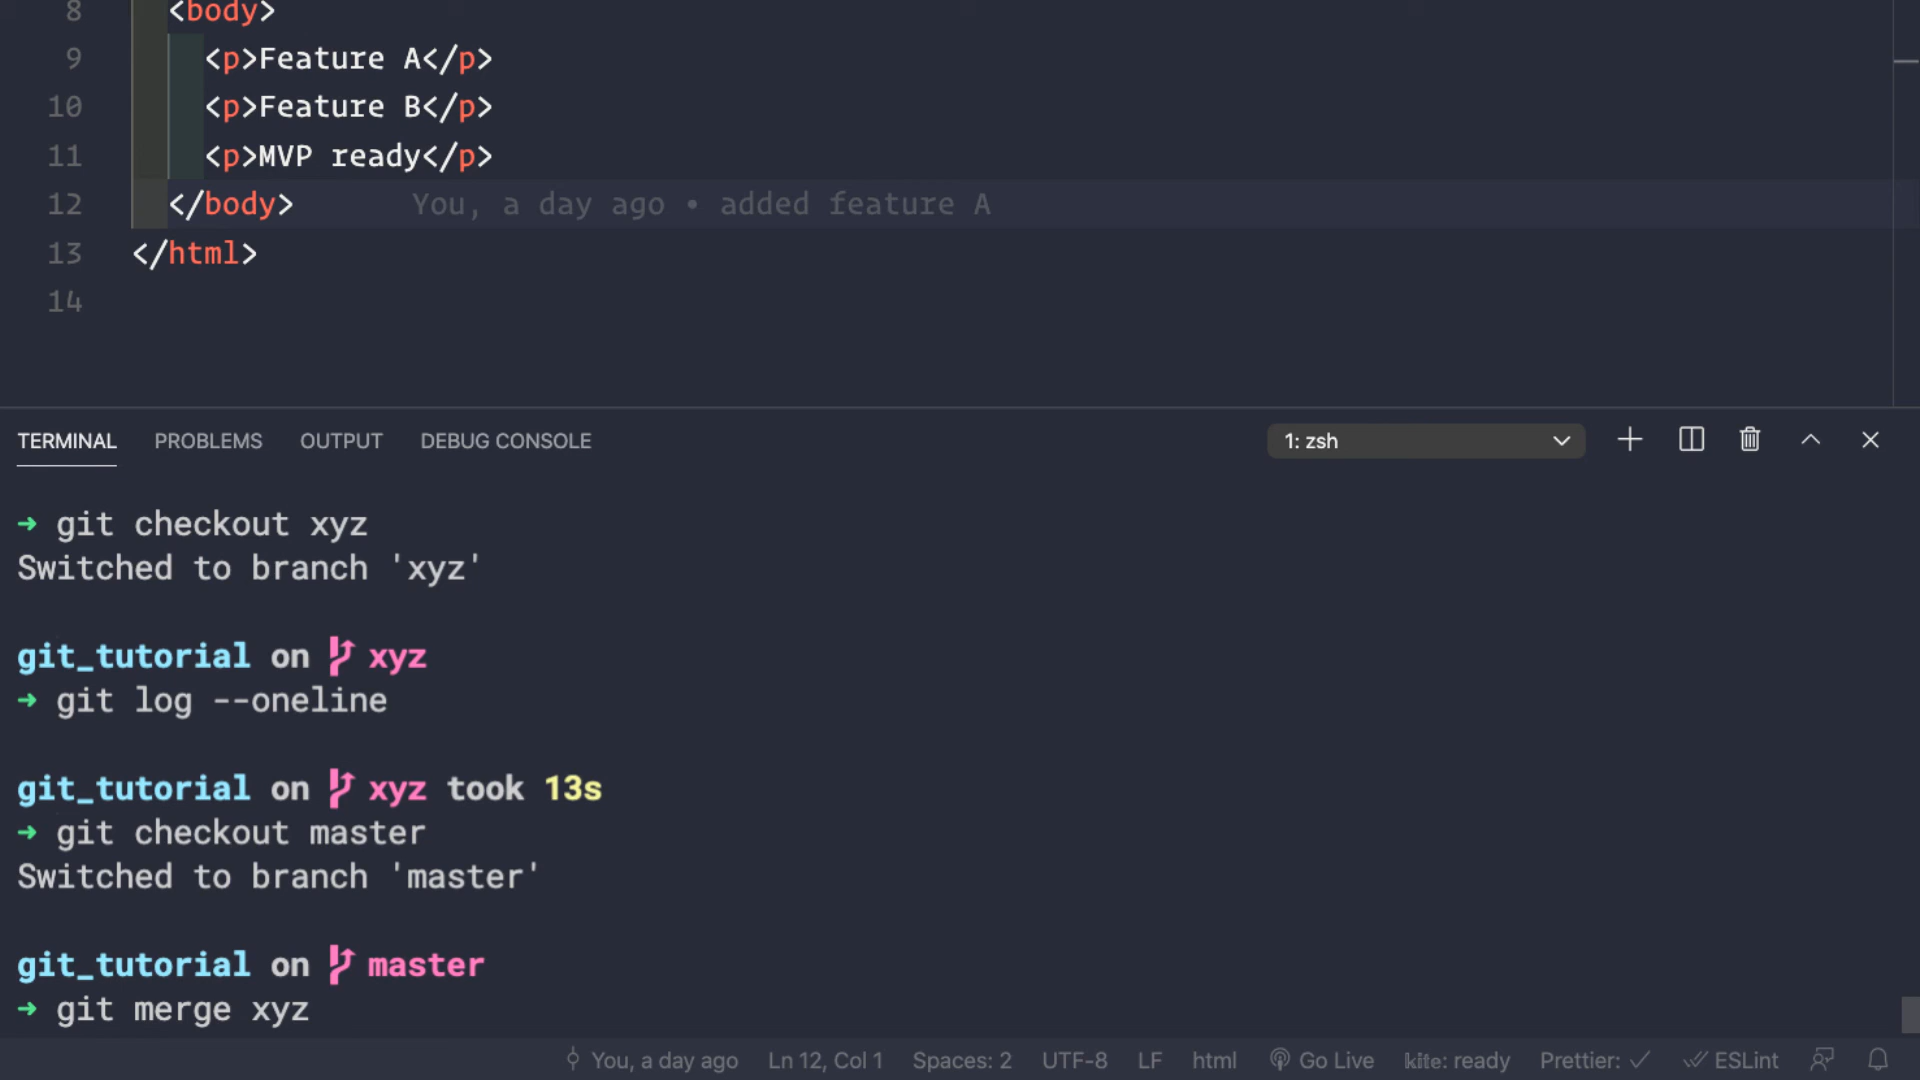 8 <body>
9 <p>Feature A</p>
10 <p>Feature B</p>
11 <p>MVP ready</p>
12 </body> You, a day ago • added feature A
13 </html>
14
TERMINAL PROBLEMS OUTPUT DEBUG CONSOLE 1: zsh
→ git checkout xyz
Switched to branch 'xyz'
git_tutorial on xyz
→ git log --oneline
git_tutorial on xyz took 13s
→ git checkout master
Switched to branch 'master'
git_tutorial on master
→ git merge xyz
You, a day ago Ln 12, Col 1 Spaces: 2 UTF-8 LF html Go Live kite: ready Prettier: ✓ ESLint